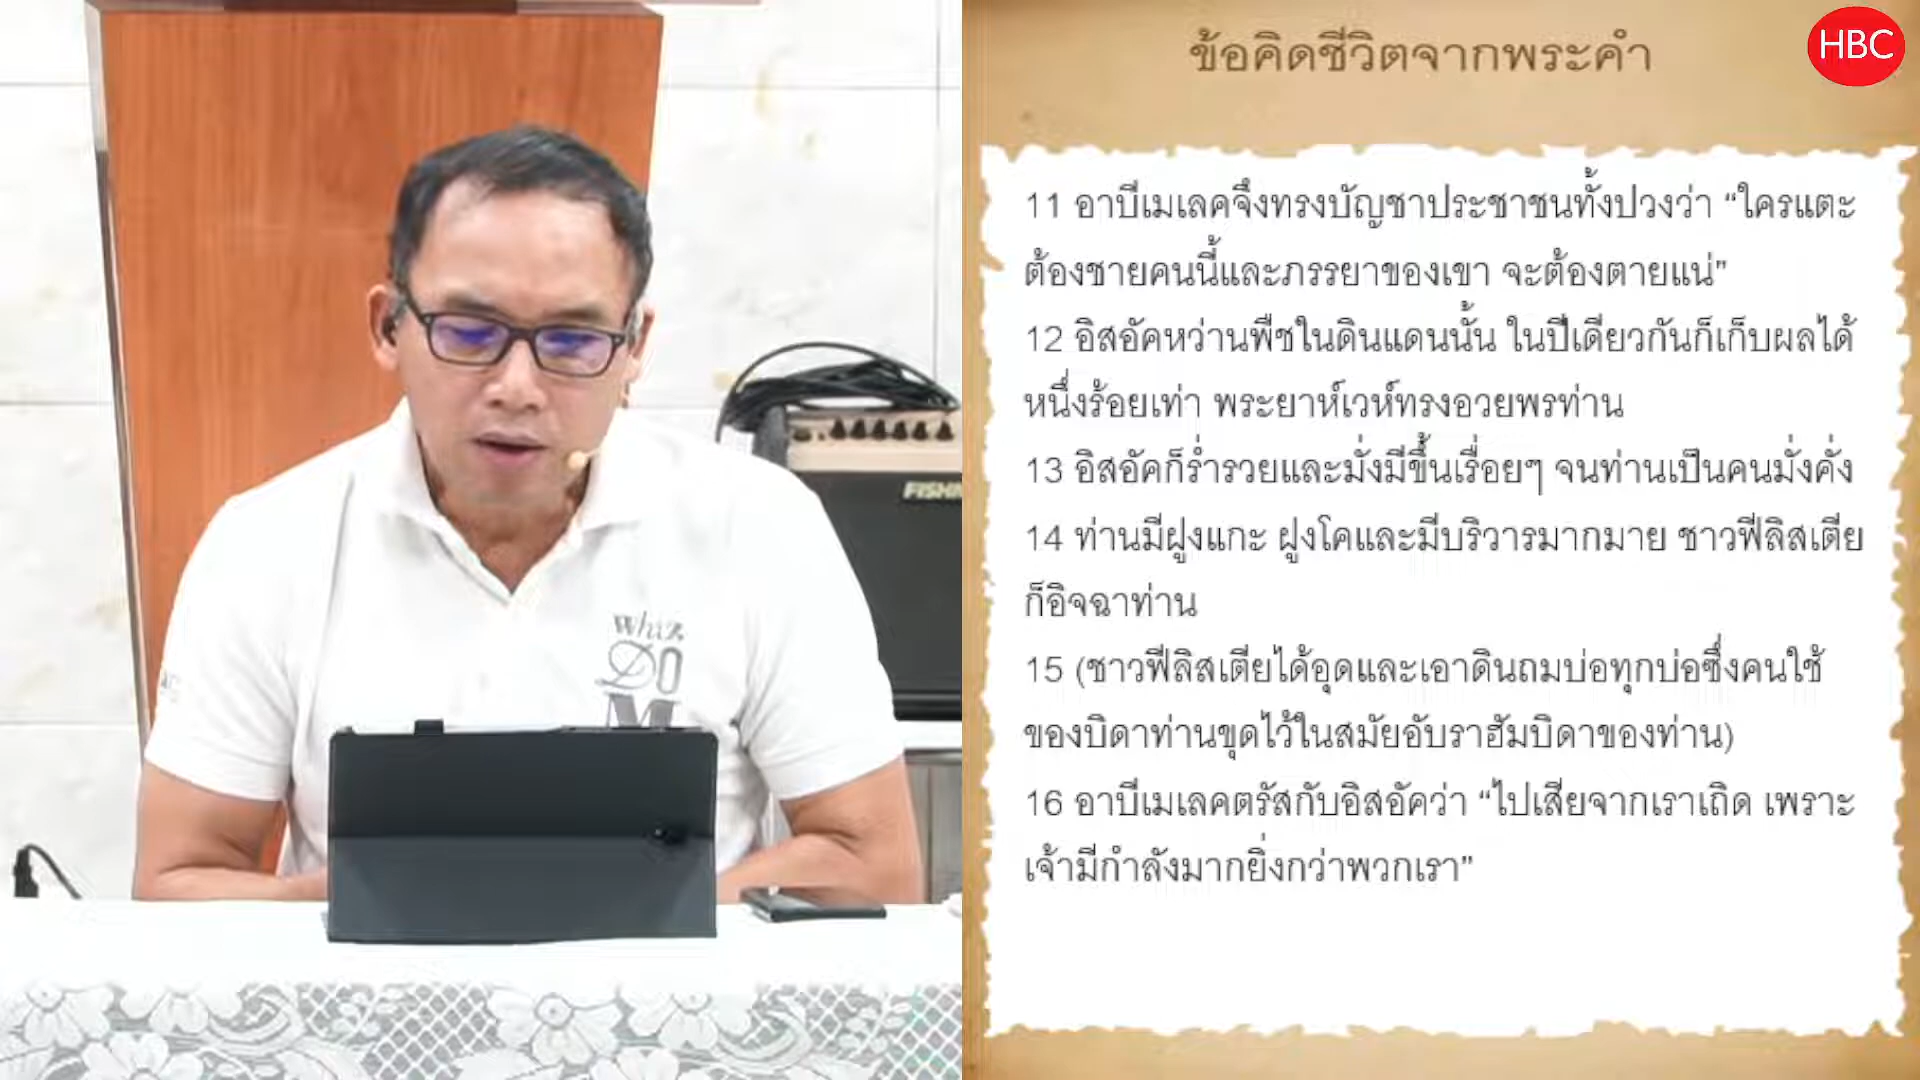 ข้อคิดชีวิตจากพระคำ
HBC
11 อาบีเมเลคจึงทรงบัญชาประชาชนทั้งปวงว่า “ใครแตะ
ต้องชายคนนี้และภรรยาของเขา จะต้องตายแน่”
12 อิสอัคหว่านพืชในดินแดนนั้น ในปีเดียวกันก็เก็บผลได้
หนึ่งร้อยเท่า พระยาห์เวห์ทรงอวยพรท่าน
13 อิสอัคก็ร่ำรวยและมั่งมีขึ้นเรื่อยๆ จนท่านเป็นคนมั่งคั่ง
14 ท่านมีฝูงแกะ ฝูงโคและมีบริวารมากมาย ชาวฟีลิสเตีย
ก็อิจฉาท่าน
15 (ชาวฟีลิสเตียได้อุดและเอาดินถมบ่อทุกบ่อซึ่งคนใช้
ของบิดาท่านขุดไว้ในสมัยอับราฮัมบิดาของท่าน)
16 อาบีเมเลคตรัสกับอิสอัคว่า “ไปเสียจากเราเถิด เพราะ
เจ้ามีกำลังมากยิ่งกว่าพวกเรา”
Whiz
DO
M